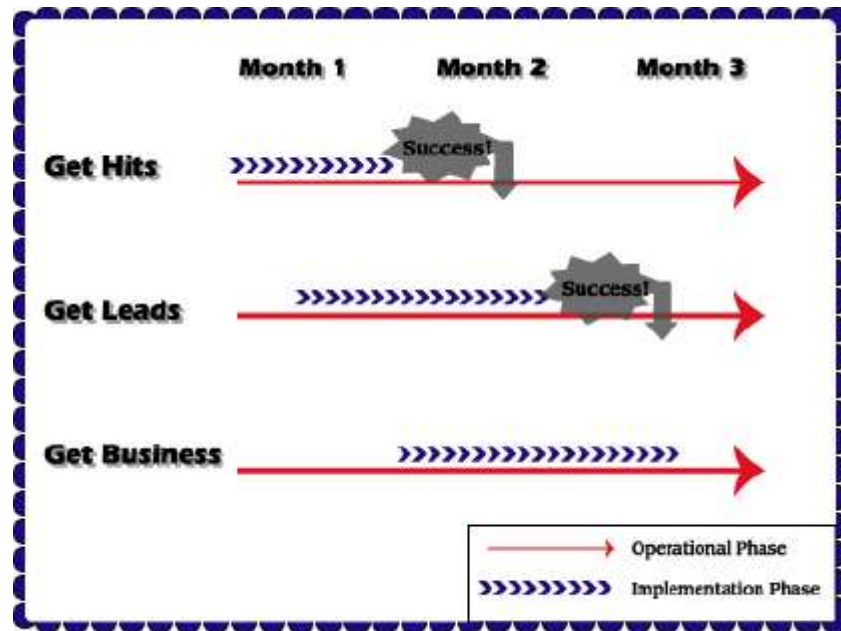 Month 1 Month 2 Month 3
Success!
Get Hits
Success!
Get Leads
Get Business
Operational Phase
Implementation Phase